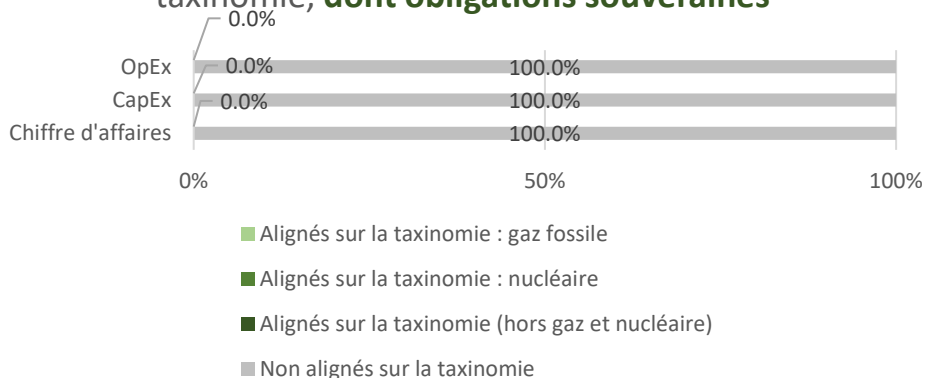 taxinomie, dont obligations souveraines
0.0%
OpEx 0.0% 100.0%
CapEx 0.0% 100.0%
Chiffre d'affaires 100.0%
0% 50% 100%
Alignés sur la taxinomie : gaz fossile
Alignés sur la taxinomie : nucléaire
Alignés sur la taxinomie (hors gaz et nucléaire)
Non alignés sur la taxinomie